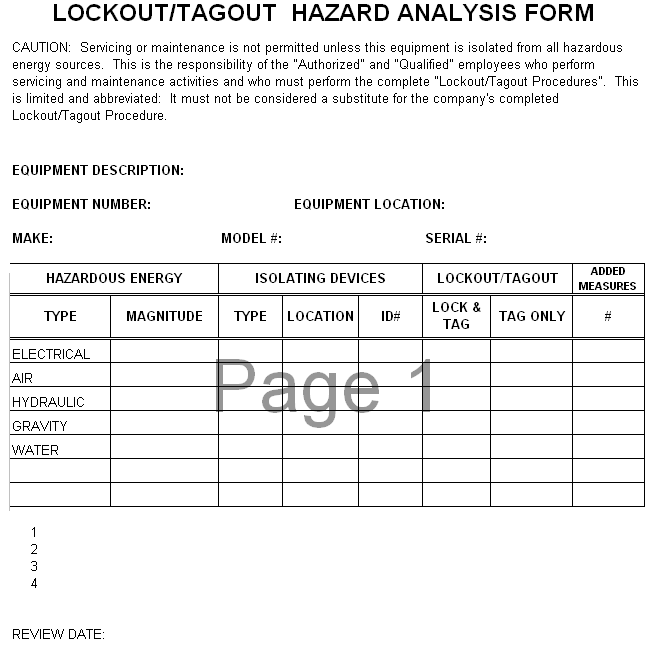 LOCKOUT/TAGOUT HAZARD ANALYSIS FORM
CAUTION: Servicing or maintenance is not permitted unless this equipment is isolated from all hazardous
energy sources. This is the responsibility of the "Authorized" and "Qualified" employees who perform
servicing and maintenance activities and who must perform the complete "Lockout/Tagout Procedures". This
is limited and abbreviated: It must not be considered a substitute for the company's completed
Lockout/Tagout Procedure.
EQUIPMENT DESCRIPTION:
EQUIPMENT NUMBER: EQUIPMENT LOCATION:
MAKE: MODEL #: SERIAL #:
HAZARDOUS ENERGY ISOLATING DEVICES LOCKOUT/TAGOUT ADDED MEASURES
TYPE MAGNITUDE TYPE LOCATION ID# LOCK & TAG TAG ONLY #
ELECTRICAL
AIR
Page 1
HYDRAULIC
GRAVITY
WATER
1
2
3
4
REVIEW DATE: